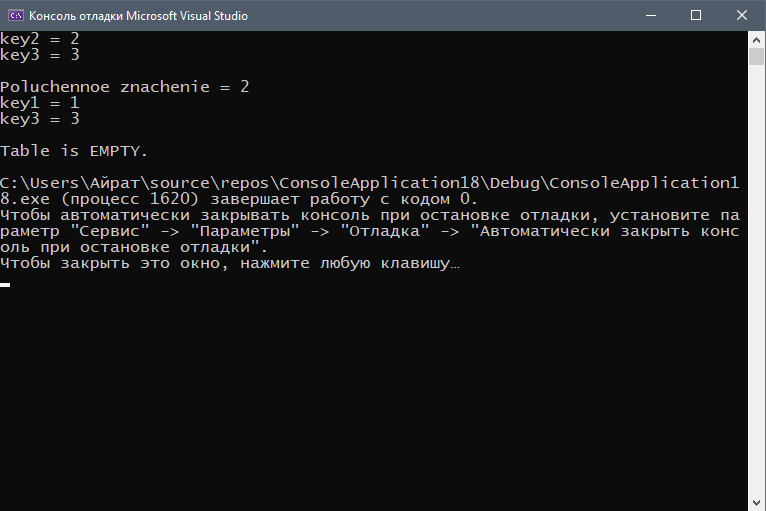 Консоль отладки Microsoft Visual Studio
key2 = 2
key3 = 3
Poluchennoe znachenie = 2
key1 = 1
key3 = 3
Table is EMPTY.
C:\Users\Айрат\source\repos\ConsoleApplication18\Debug\ConsoleApplication1
8.exe (процесс 1620) завершает работу с кодом 0.
Чтобы автоматически закрывать консоль при остановке отладки, установите па
раметр "Сервис" -> "Параметры" -> "Отладка" -> "Автоматически закрыть конс
оль при остановке отладки".
Чтобы закрыть это окно, нажмите любую клавишу…